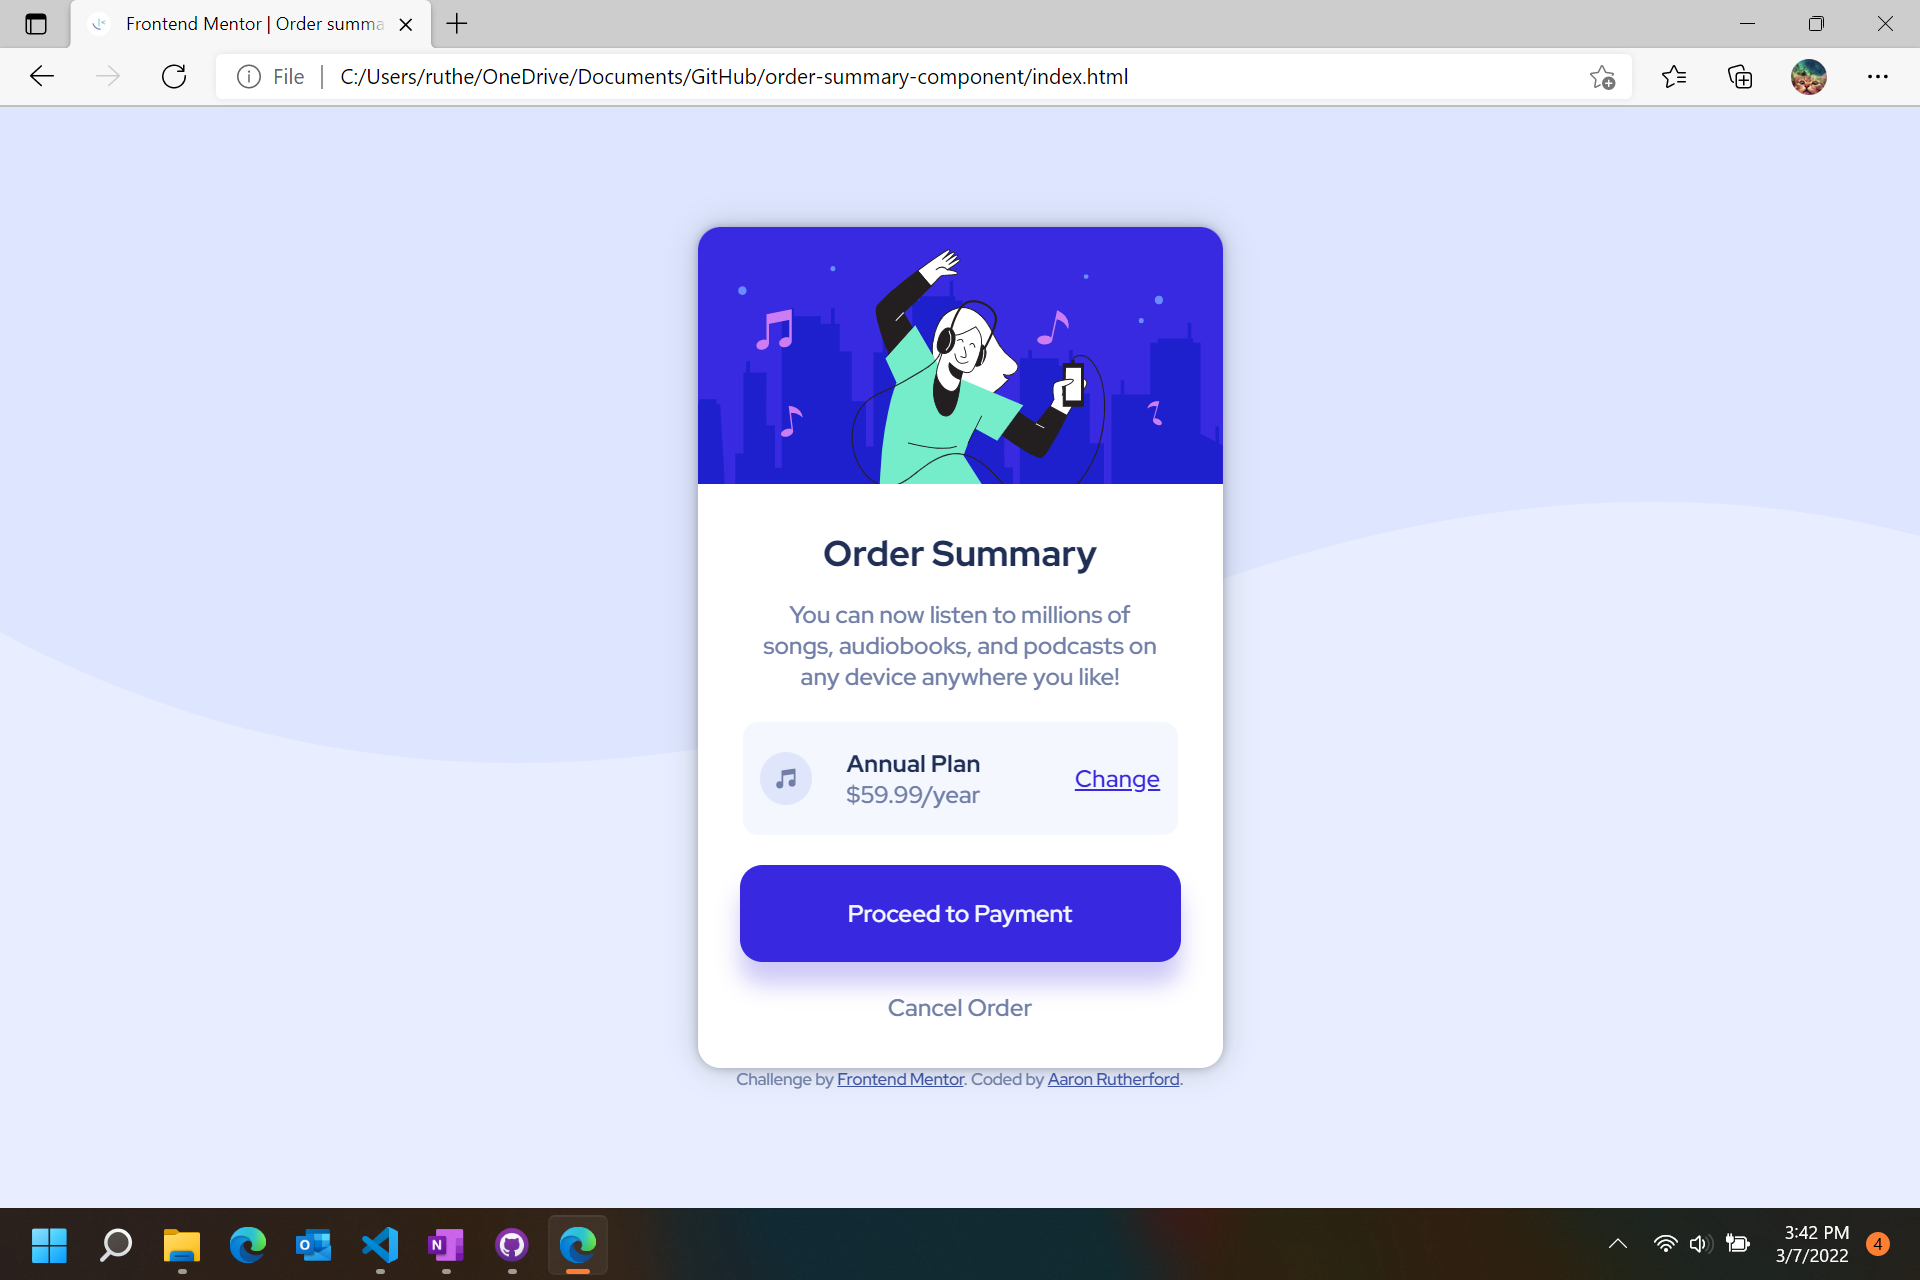 Frontend Mentor | Order summa
File
C:/Users/ruthe/OneDrive/Documents/GitHub/order-summary-component/index.html
Order Summary
You can now listen to millions of
songs, audiobooks, and podcasts on
any device anywhere you like!
Annual Plan
$59.99/year
Change
Proceed to Payment
Cancel Order
Challenge by Frontend Mentor. Coded by Aaron Rutherford.
3:42 PM
3/7/2022
4